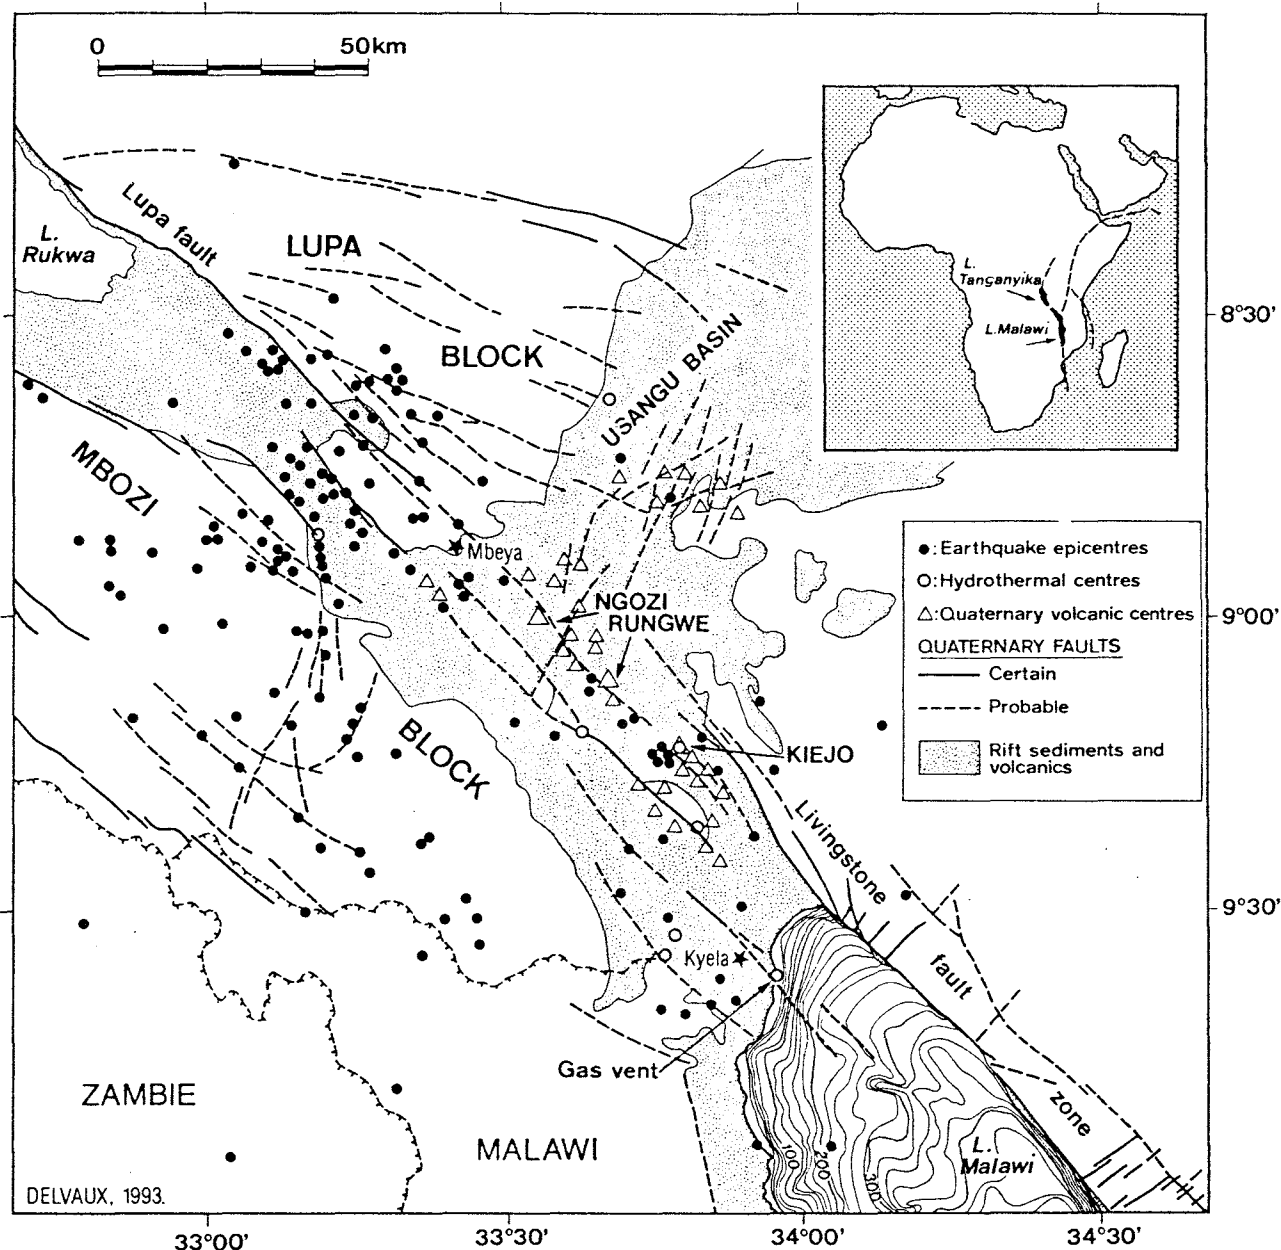 0 50km
Lupa fault
L.
Rukwa
LUPA
BLOCK
USANGU BASIN
MBOZI
BLOCK
Mbeya
NGOZI
RUNGWE
KIEJO
Livingstone
fault
zone
Kyela
Gas vent
ZAMBIE
MALAWI
L.
Malawi
100
200
300
DELVAUX, 1993.
L.
Tanganyika
L.Malawi
:Earthquake epicentres
:Hydrothermal centres
:Quaternary volcanic centres
QUATERNARY FAULTS
Certain
Probable
Rift sediments and
volcanics
8°30'
9°00'
9°30'
33°00' 33°30' 34°00' 34°30'